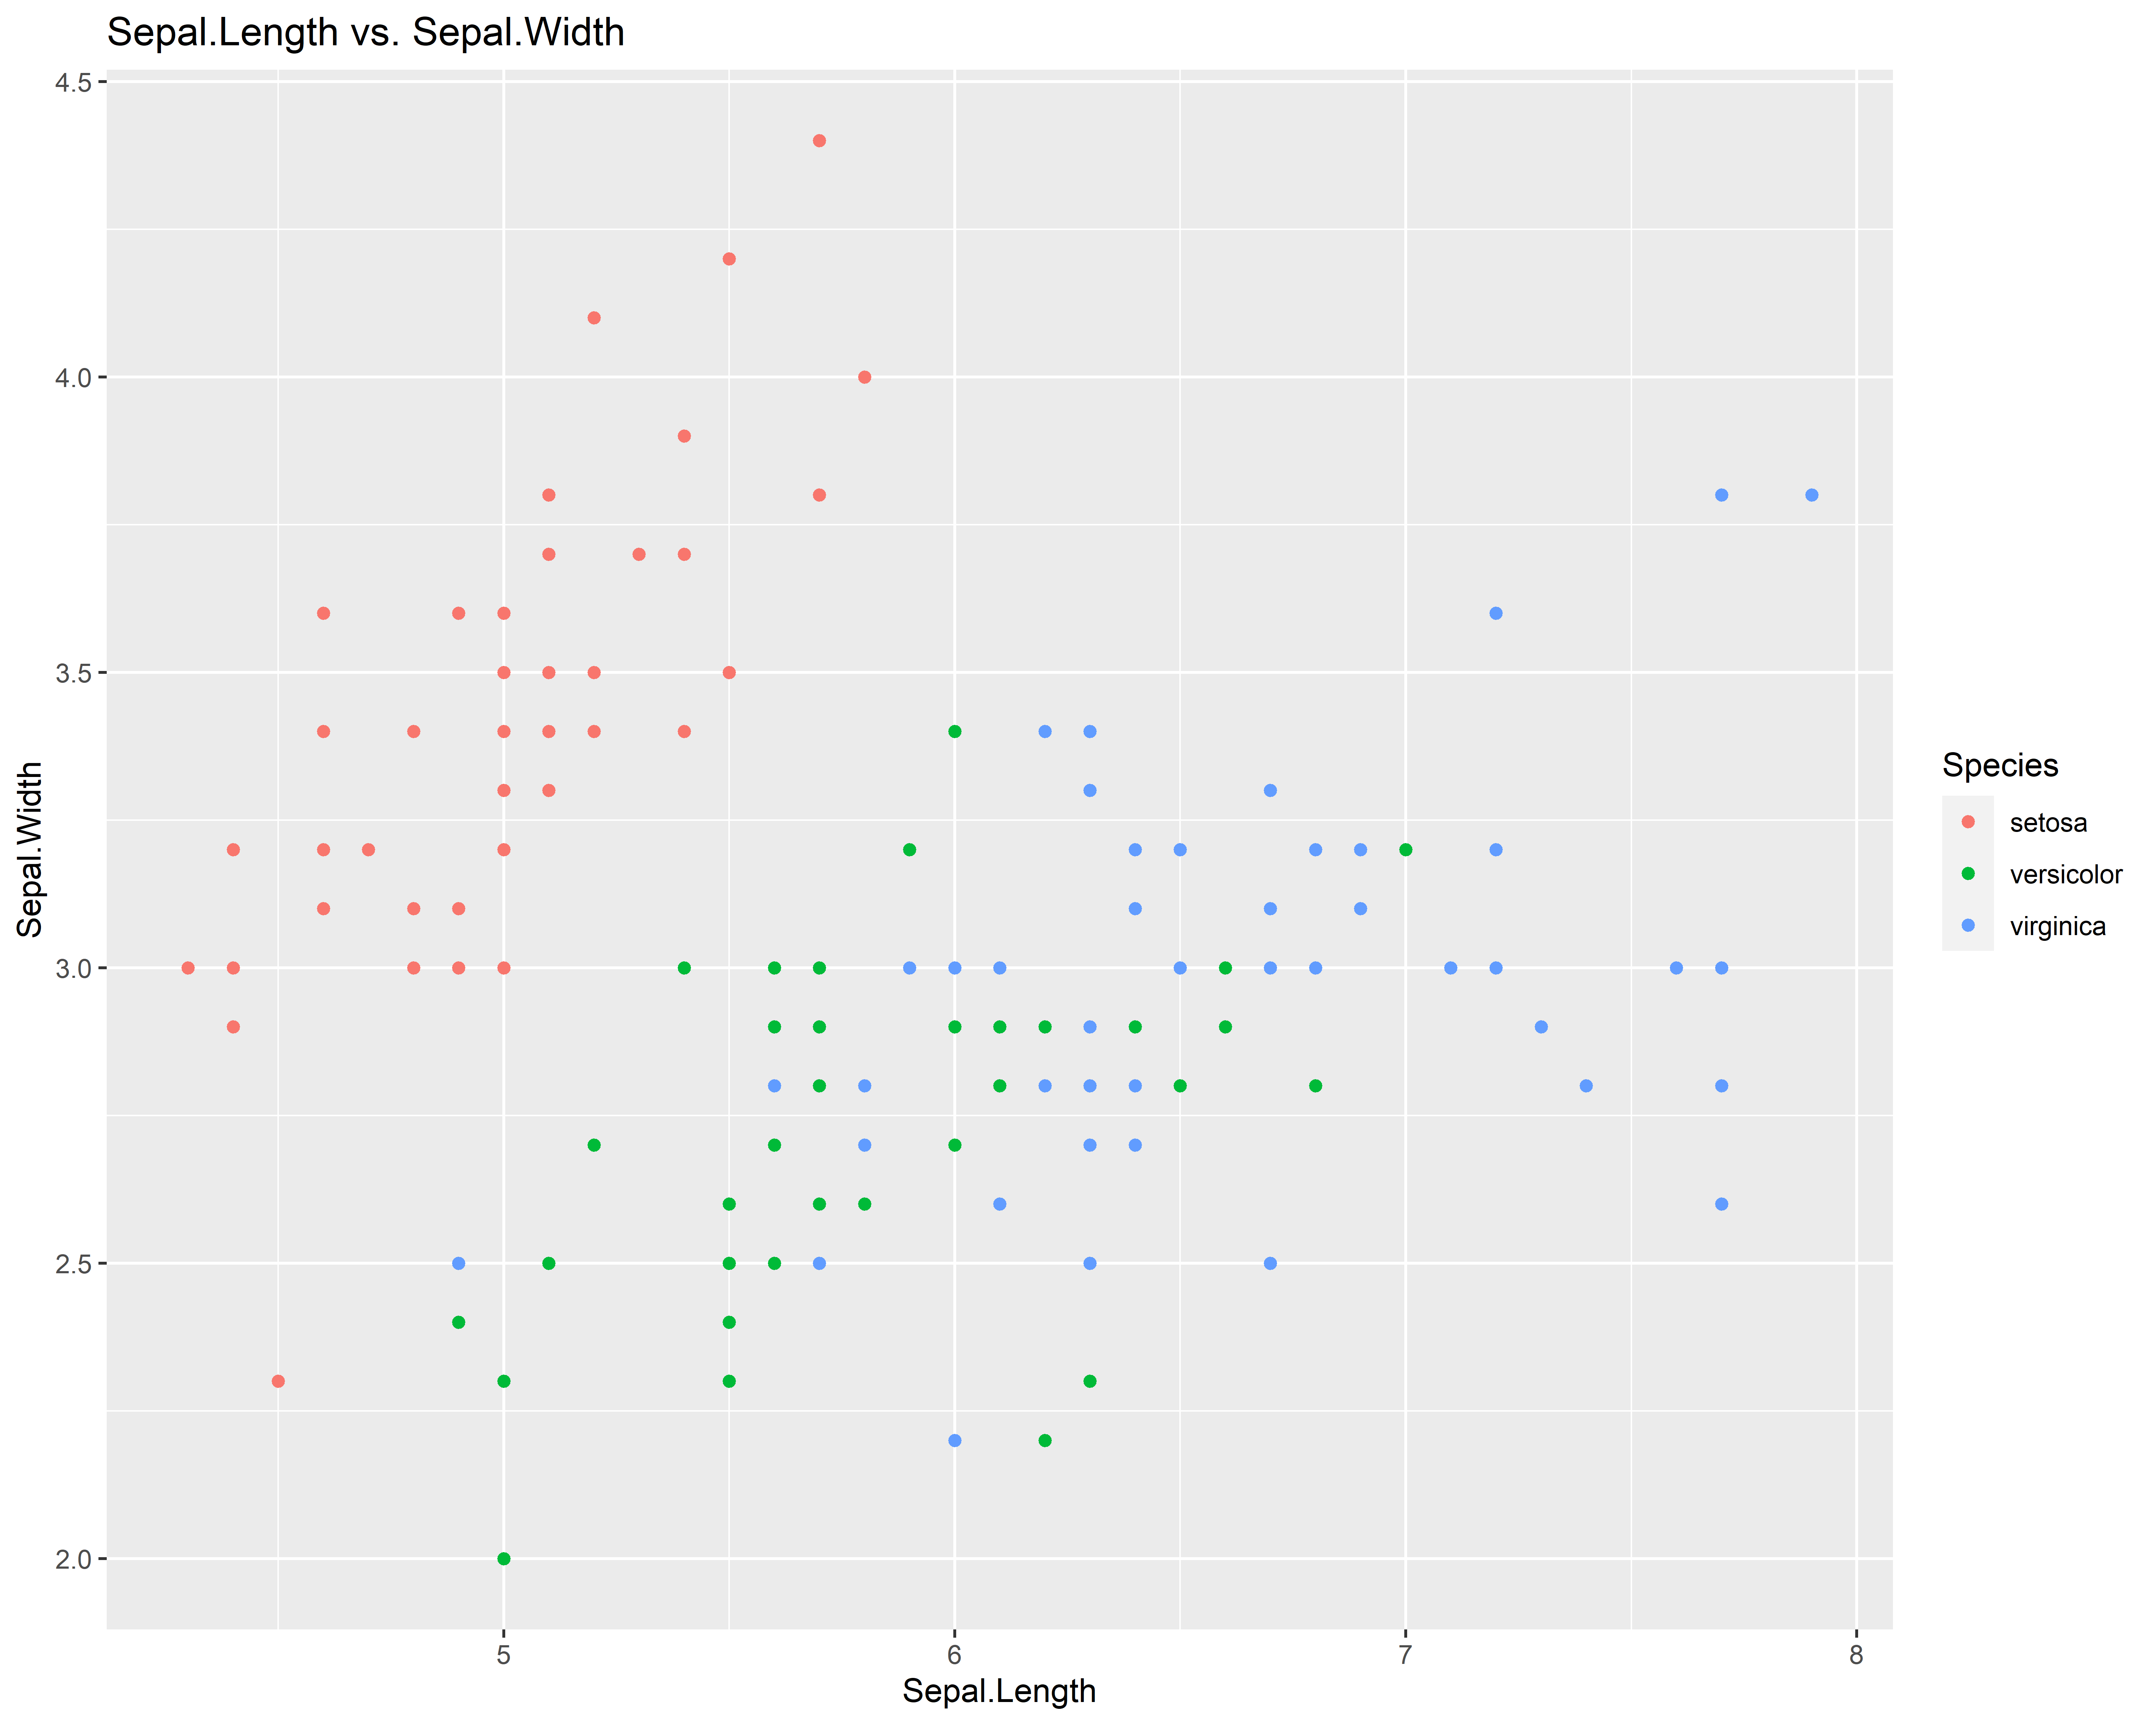 Sepal.Length vs. Sepal.Width
4.5
4.0
3.5
3.0
2.5
2.0
Sepal.Width
5 6 7 8
Sepal.Length
Species
setosa
versicolor
virginica